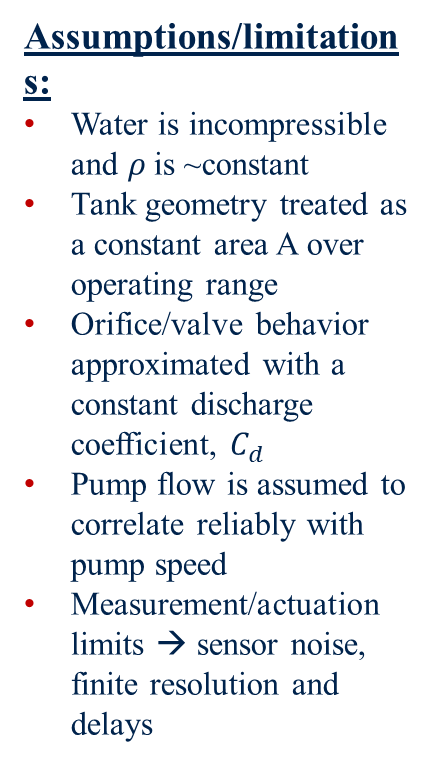 Assumptions/limitation
s:
• Water is incompressible
and ρ is ~constant
• Tank geometry treated as
a constant area A over
operating range
• Orifice/valve behavior
approximated with a
constant discharge
coefficient, C_d
• Pump flow is assumed to
correlate reliably with
pump speed
• Measurement/actuation
limits → sensor noise,
finite resolution and
delays